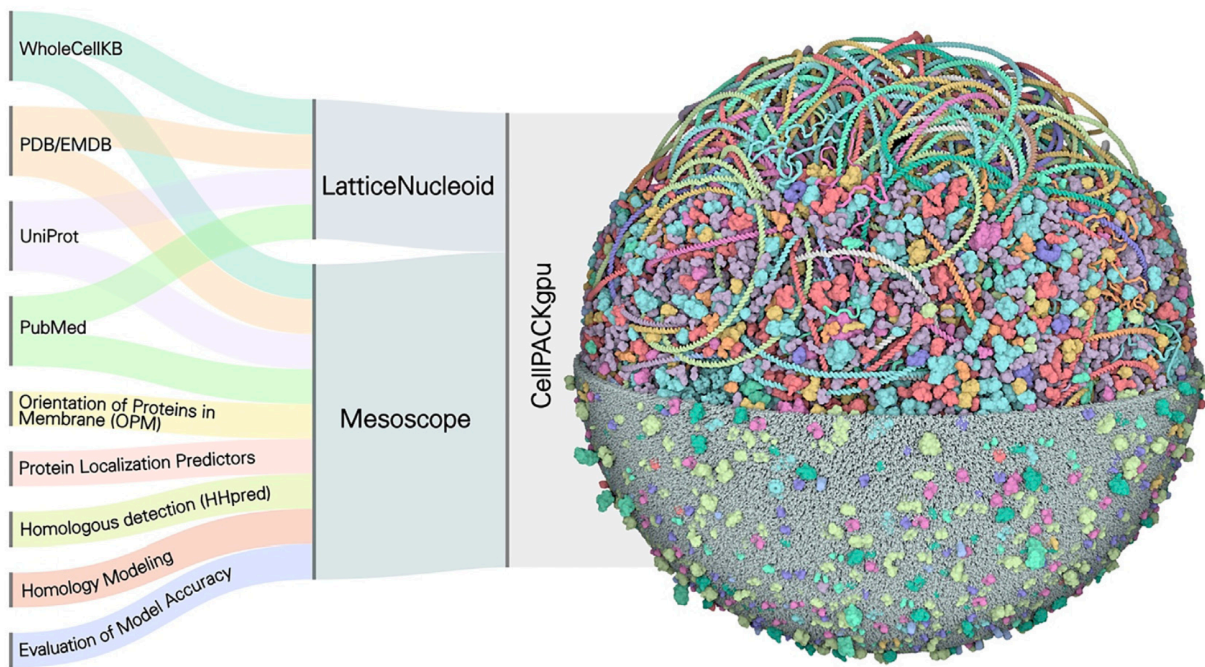 WholeCellKB
PDB/EMDB
UniProt
PubMed
Orientation of Proteins in
Membrane (OPM)
Protein Localization Predictors
Homologous detection (HHpred)
Homology Modeling
Evaluation of Model Accuracy
LatticeNucleoid
Mesoscope
CellPACKgpu